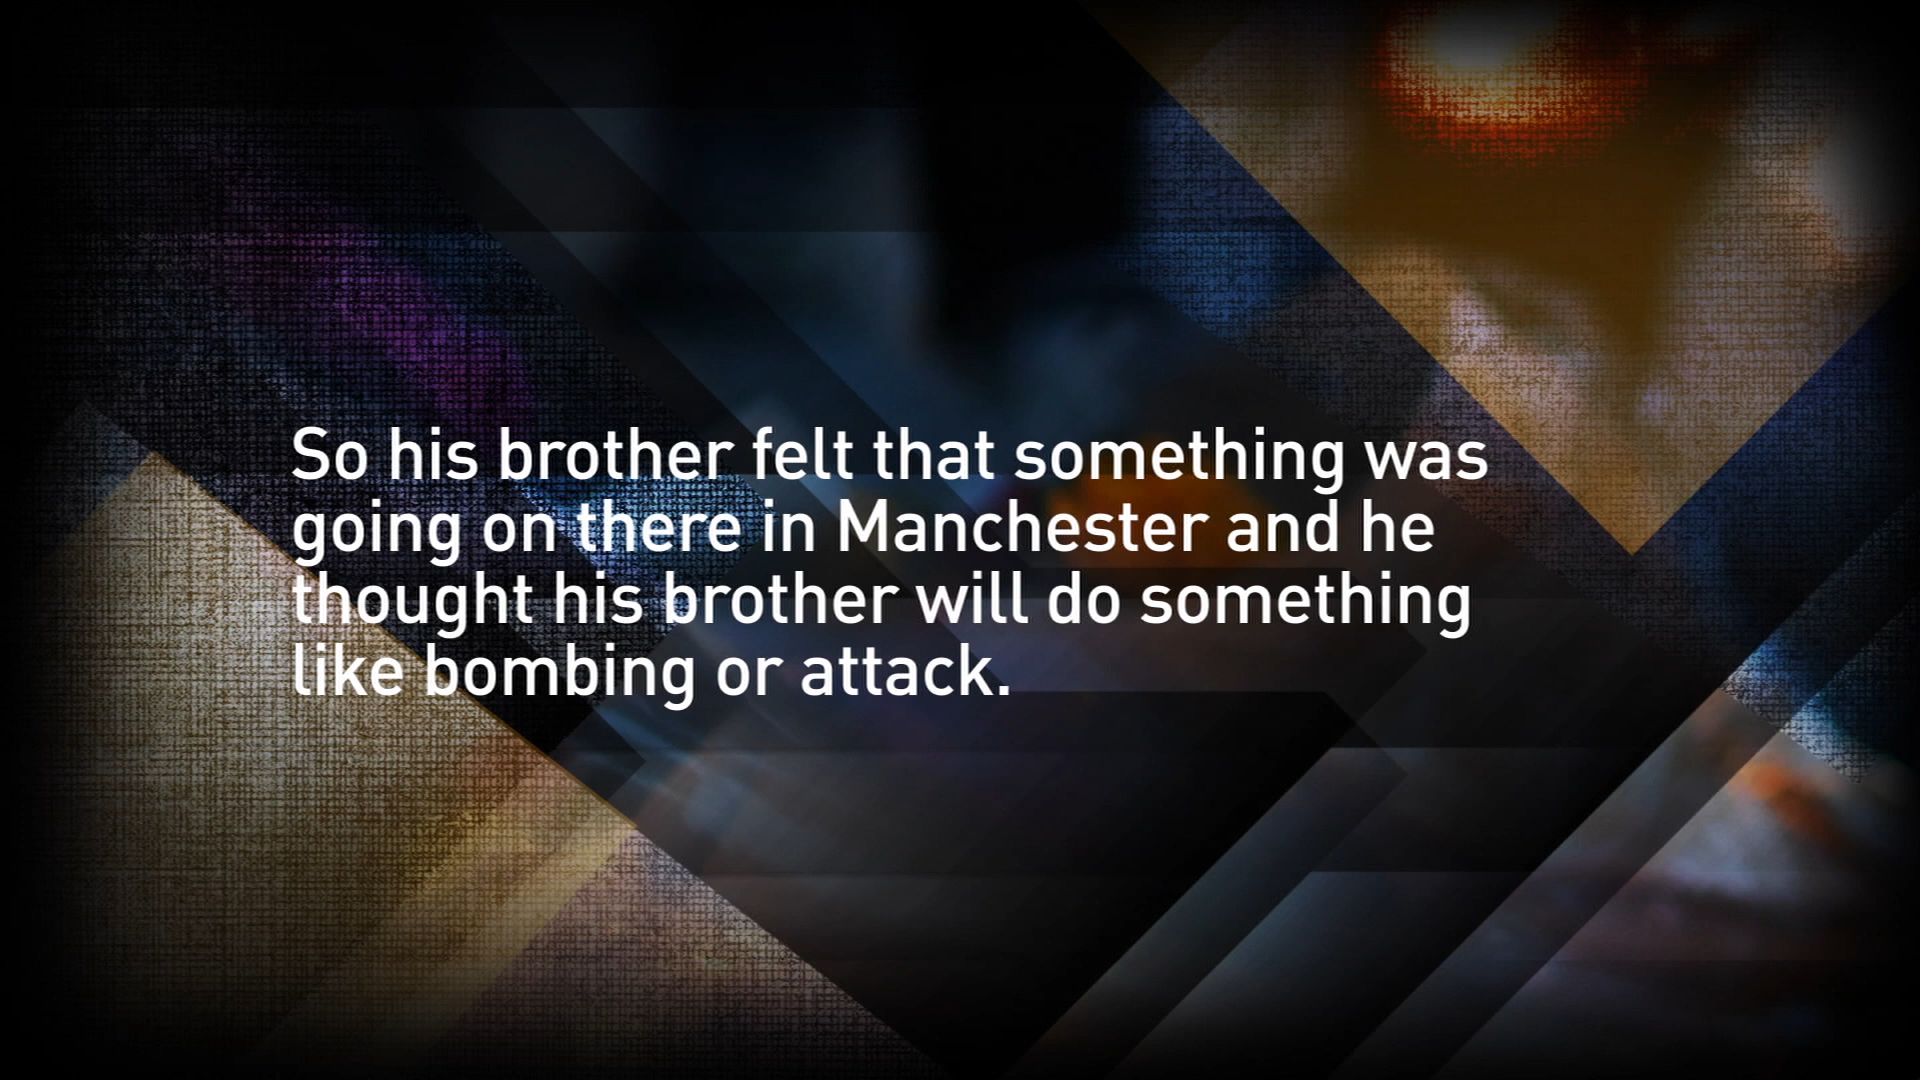 So his brother felt that something was
going on there in Manchester and he
thought his brother will do something
like bombing or attack.